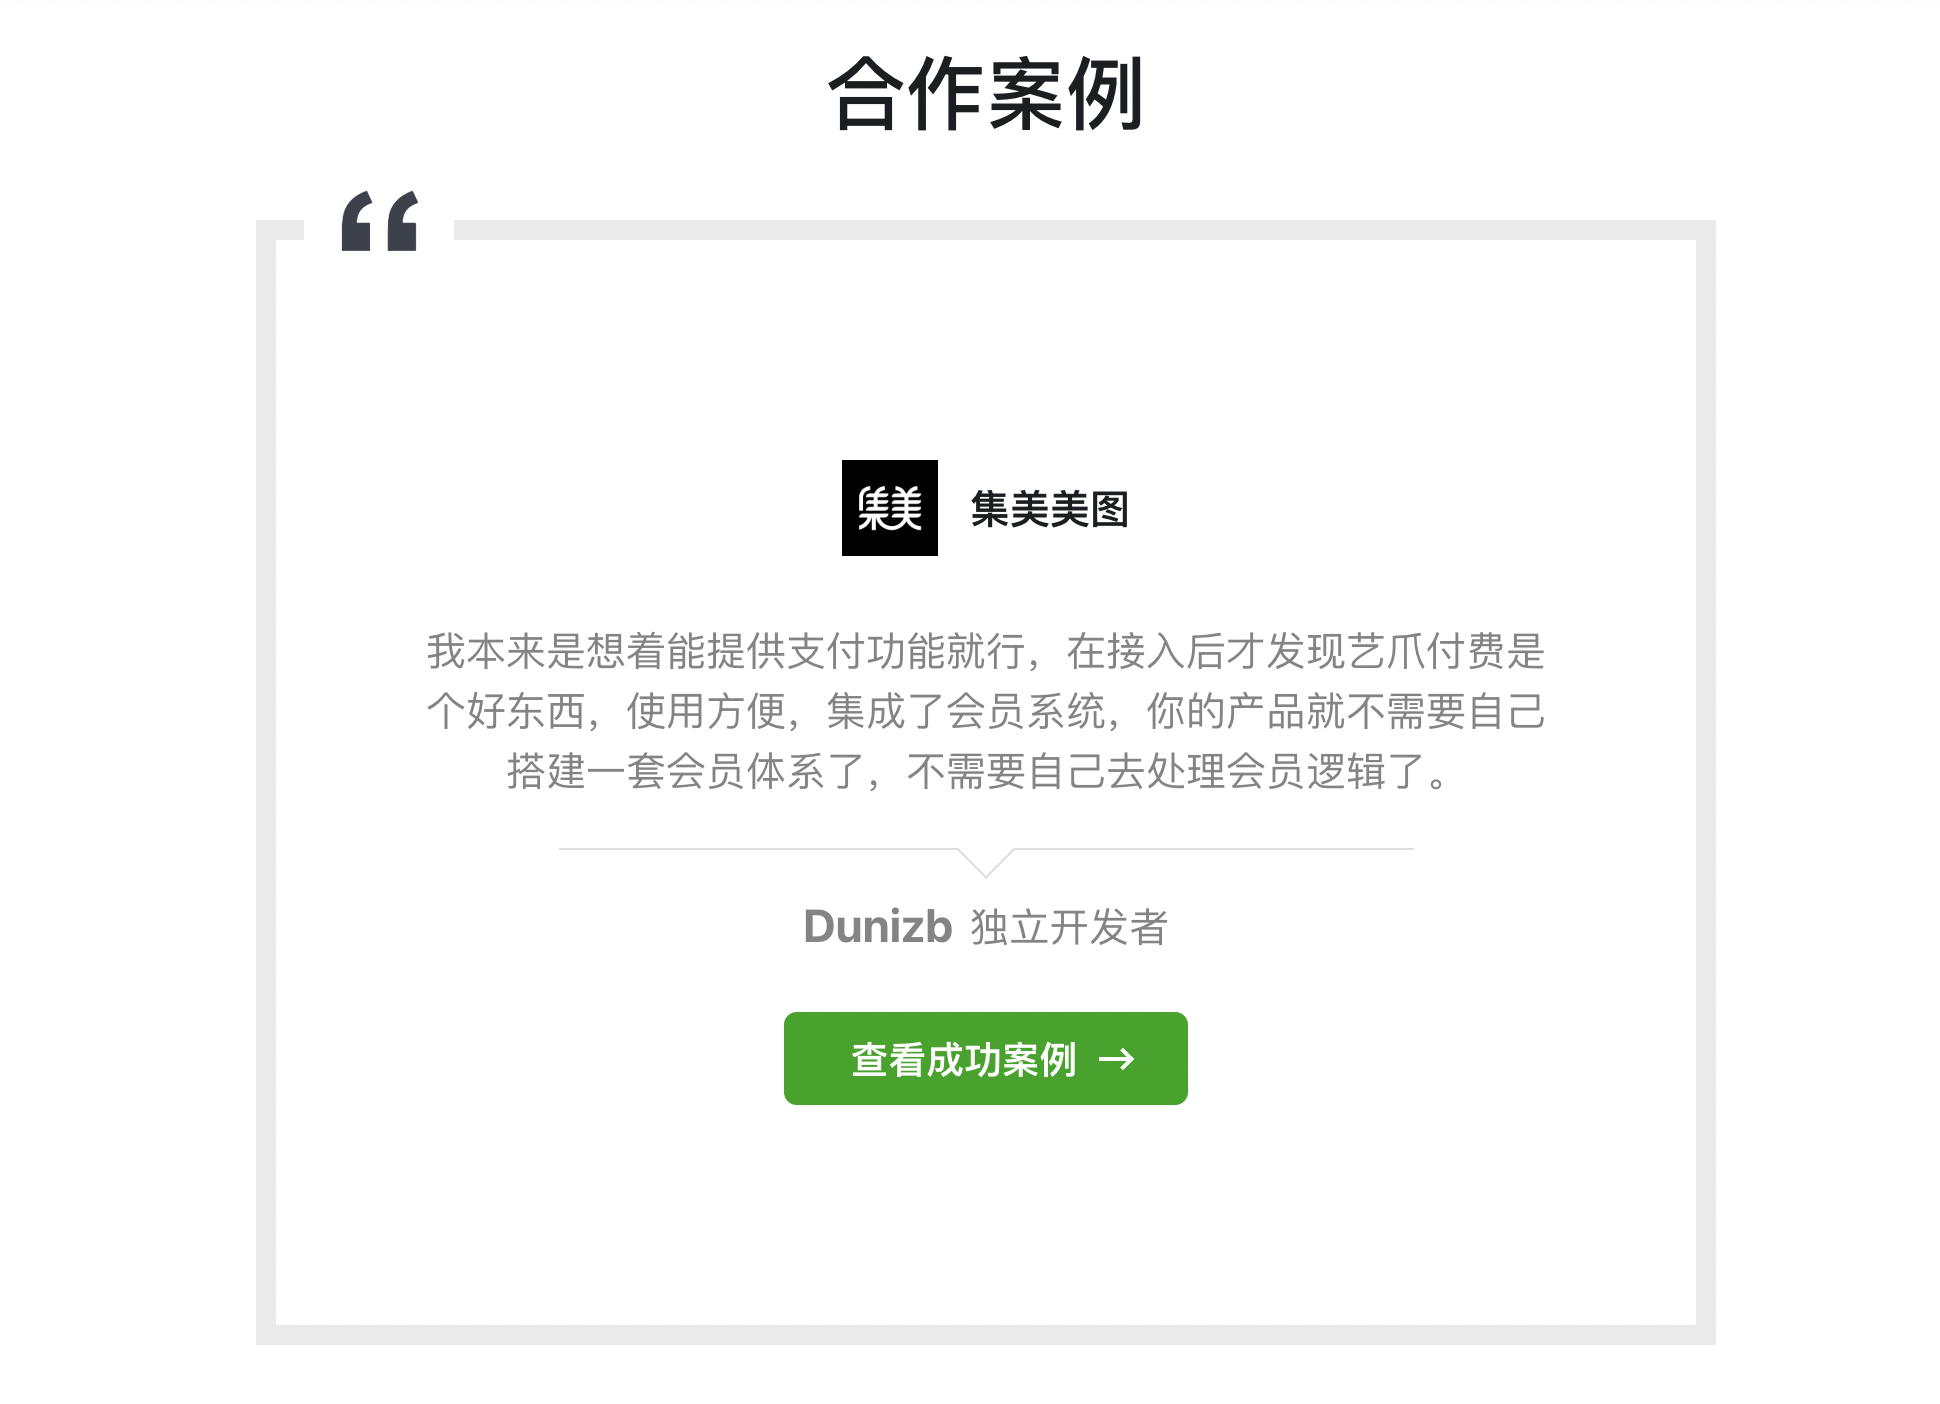 合作案例
集美
集美美图
我本来是想着能提供支付功能就行，在接入后才发现艺爪付费是
个好东西，使用方便，集成了会员系统，你的产品就不需要自己
搭建一套会员体系了，不需要自己去处理会员逻辑了。
Dunizb 独立开发者
查看成功案例 →